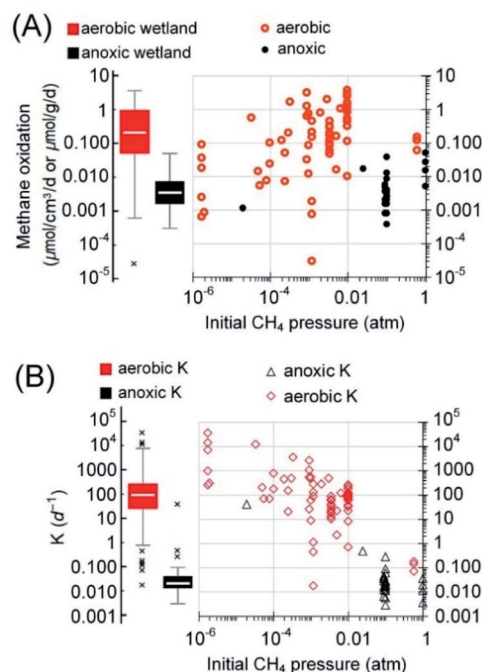 (A)
aerobic wetland
aerobic
anoxic wetland
anoxic
Methane oxidation
(μmol/cm³/d or μmol/g/d)
10
1
0.100
0.010
0.001
10⁻⁴
10⁻⁵
10
1
0.100
0.010
0.001
10⁻⁴
10⁻⁵
10⁻⁶ 10⁻⁴ 0.01 1
Initial CH₄ pressure (atm)
(B)
aerobic K
anoxic K
anoxic K
aerobic K
K (d⁻¹)
10⁵
10⁴
1000
100
10
1
0.100
0.010
0.001
10⁵
10⁴
1000
100
10
1
0.100
0.010
0.001
10⁻⁶ 10⁻⁴ 0.01 1
Initial CH₄ pressure (atm)